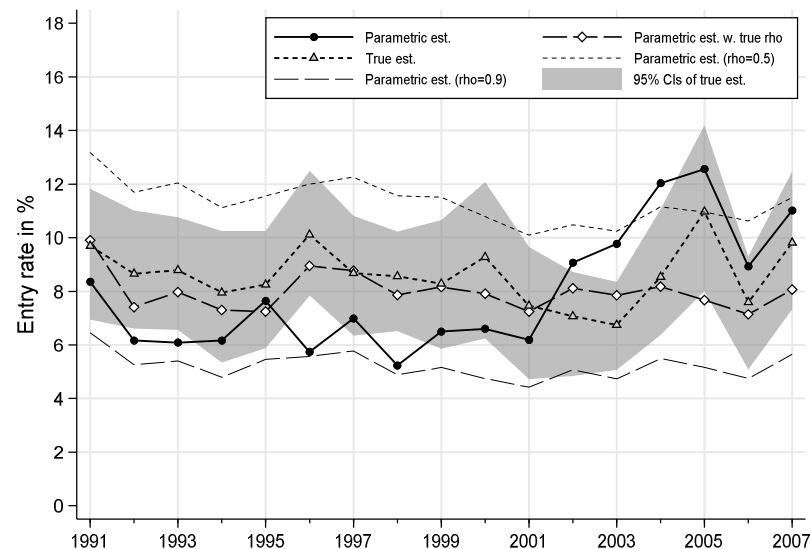 18
16
14
12
10
8
6
4
2
0
Entry rate in %
Parametric est.
Parametric est. w. true rho
True est.
Parametric est. (rho=0.5)
Parametric est. (rho=0.9)
95% CIs of true est.
1991 1993 1995 1997 1999 2001 2003 2005 2007